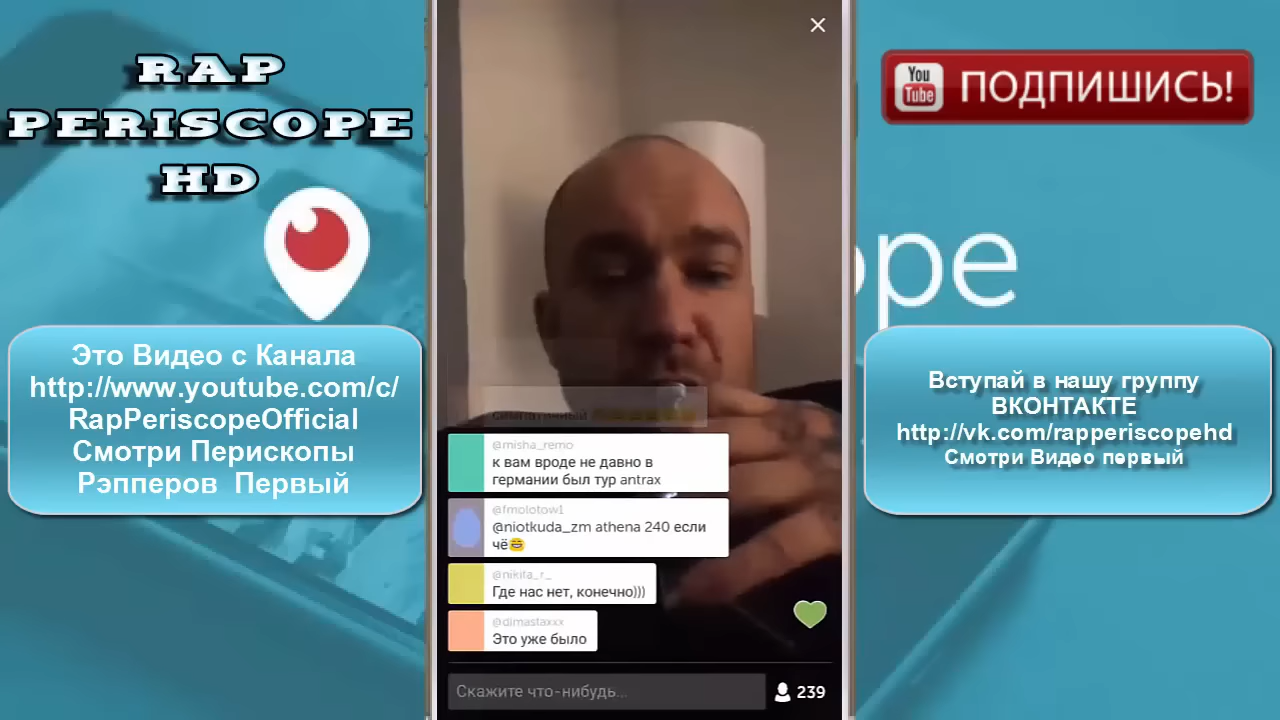 RAP
PERISCOPE
HD
Это Видео с Канала
http://www.youtube.com/c/
RapPeriscopeOfficial
Смотри Перископы
Рэпперов Первый
@misha_remo
к вам вроде не давно в
германии был тур antrax
@fmolotow1
@niotkuda_zm athena 240 если
чё😄
@nikita_r_
Где нас нет, конечно)))
@dimastaxxx
Это уже было
Скажите что-нибудь...
239
You
Tube
ПОДПИШИСЬ!
ope
Вступай в нашу группу
ВКОНТАКТЕ
http://vk.com/rapperiscopehd
Смотри Видео первый